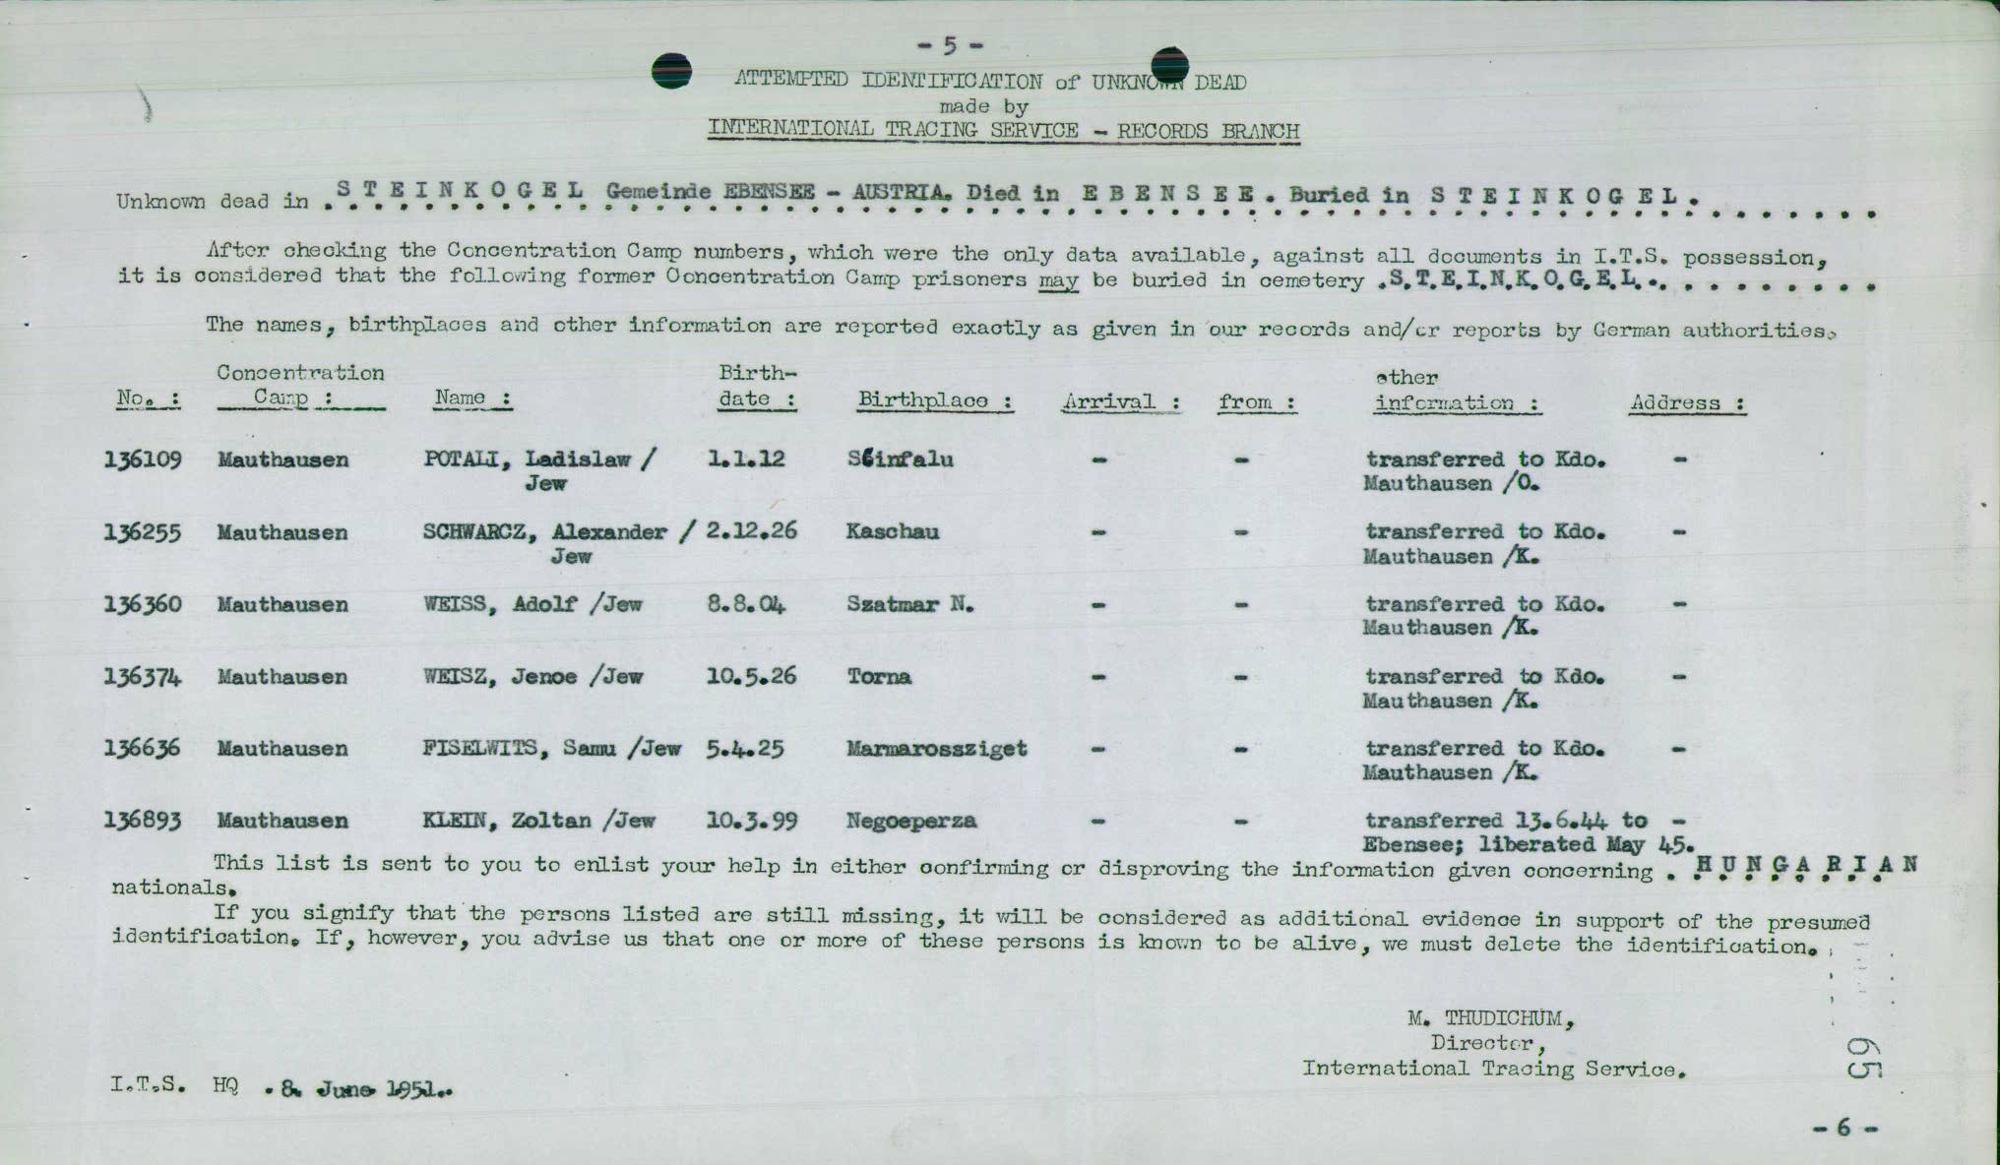 - 5 -
ATTEMPTED IDENTIFICATION of UNKNOWN DEAD
made by
INTERNATIONAL TRACING SERVICE - RECORDS BRANCH
Unknown dead in S T E I N K O G E L Gemeinde EBENSEE - AUSTRIA. Died in E B E N S E E . Buried in S T E I N K O G E L .
After checking the Concentration Camp numbers, which were the only data available, against all documents in I.T.S. possession,
it is considered that the following former Concentration Camp prisoners may be buried in cemetery .S.T.E.I.N.K.O.G.E.L. . . . . . . . . .
The names, birthplaces and other information are reported exactly as given in our records and/or reports by German authorities.
No. : Concentration Camp : Name : Birth-date : Birthplace : Arrival : from : other information : Address :
136109 Mauthausen POTALI, Ladislaw / 1.1.12 - - transferred to Kdo. -
Jew Mauthausen /O.
136255 Mauthausen SCHWARCZ, Alexander / 2.12.26 Kaschau - - transferred to Kdo. -
Jew Mauthausen /K.
136360 Mauthausen WEISS, Adolf /Jew 8.8.04 Szatmar N. - - transferred to Kdo. -
Mauthausen /K.
136374 Mauthausen WEISZ, Jenoe /Jew 10.5.26 Torna - - transferred to Kdo. -
Mauthausen /K.
136636 Mauthausen FISELWITS, Samu /Jew 5.4.25 Marmarossziget - - transferred to Kdo. -
Mauthausen /K.
136893 Mauthausen KLEIN, Zoltan /Jew 10.3.99 Negoeperza - - transferred 13.6.44 to -
Ebensee; liberated May 45.
This list is sent to you to enlist your help in either confirming or disproving the information given concerning . H U N G A R I A N
nationals.
If you signify that the persons listed are still missing, it will be considered as additional evidence in support of the presumed
identification. If, however, you advise us that one or more of these persons is known to be alive, we must delete the identification.
M. THUDICHUM,
Director,
International Tracing Service.
I.T.S. HQ . 8. June 1951..
65
- 6 -